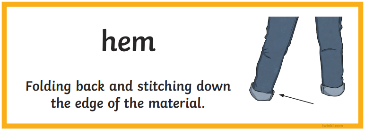 hem
Folding back and stitching down
the edge of the material.